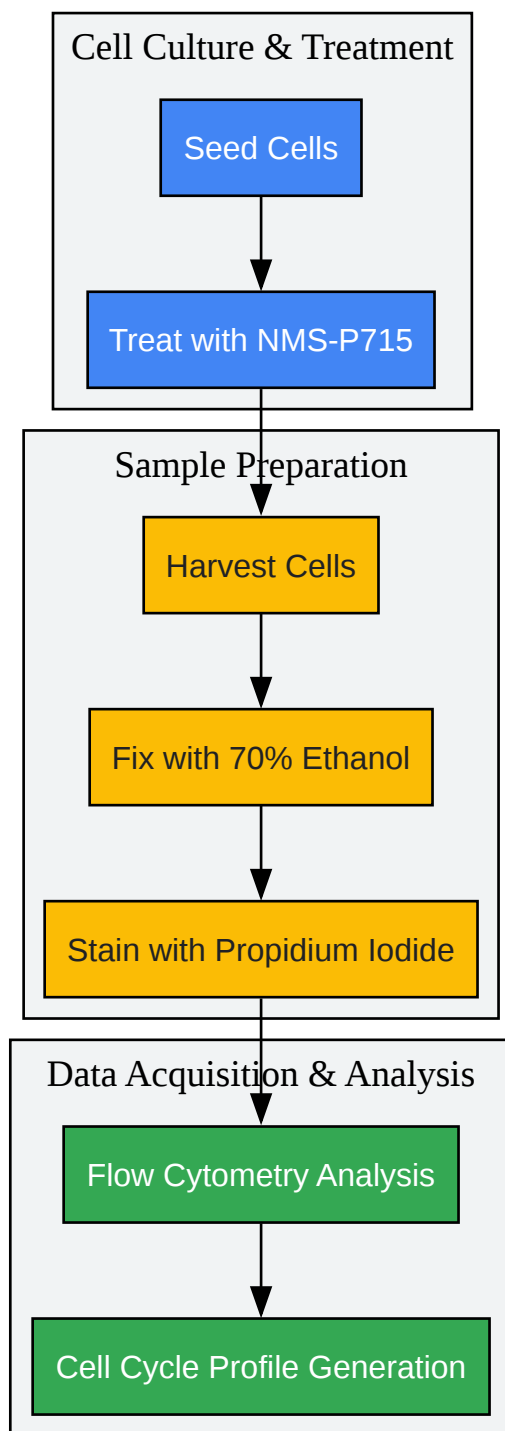 Cell Culture & Treatment
Seed Cells
Treat with NMS-P715
Sample Preparation
Harvest Cells
Fix with 70% Ethanol
Stain with Propidium Iodide
Data Acquisition & Analysis
Flow Cytometry Analysis
Cell Cycle Profile Generation